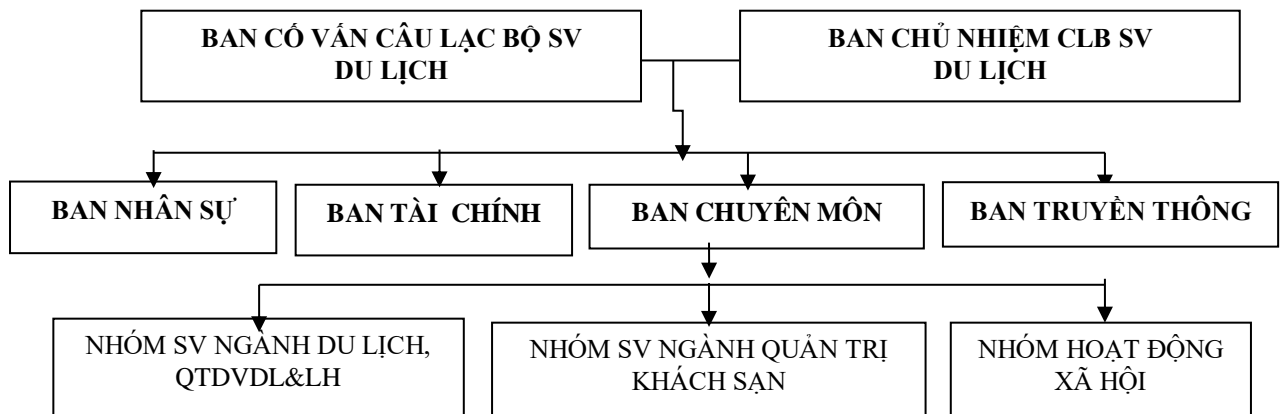 BAN CỐ VẤN CÂU LẠC BỘ SV
DU LỊCH
BAN CHỦ NHIỆM CLB SV
DU LỊCH
BAN NHÂN SỰ
BAN TÀI CHÍNH
BAN CHUYÊN MÔN
BAN TRUYỀN THÔNG
NHÓM SV NGÀNH DU LỊCH,
QTDVDL&LH
NHÓM SV NGÀNH QUẢN TRỊ
KHÁCH SẠN
NHÓM HOẠT ĐỘNG
XÃ HỘI